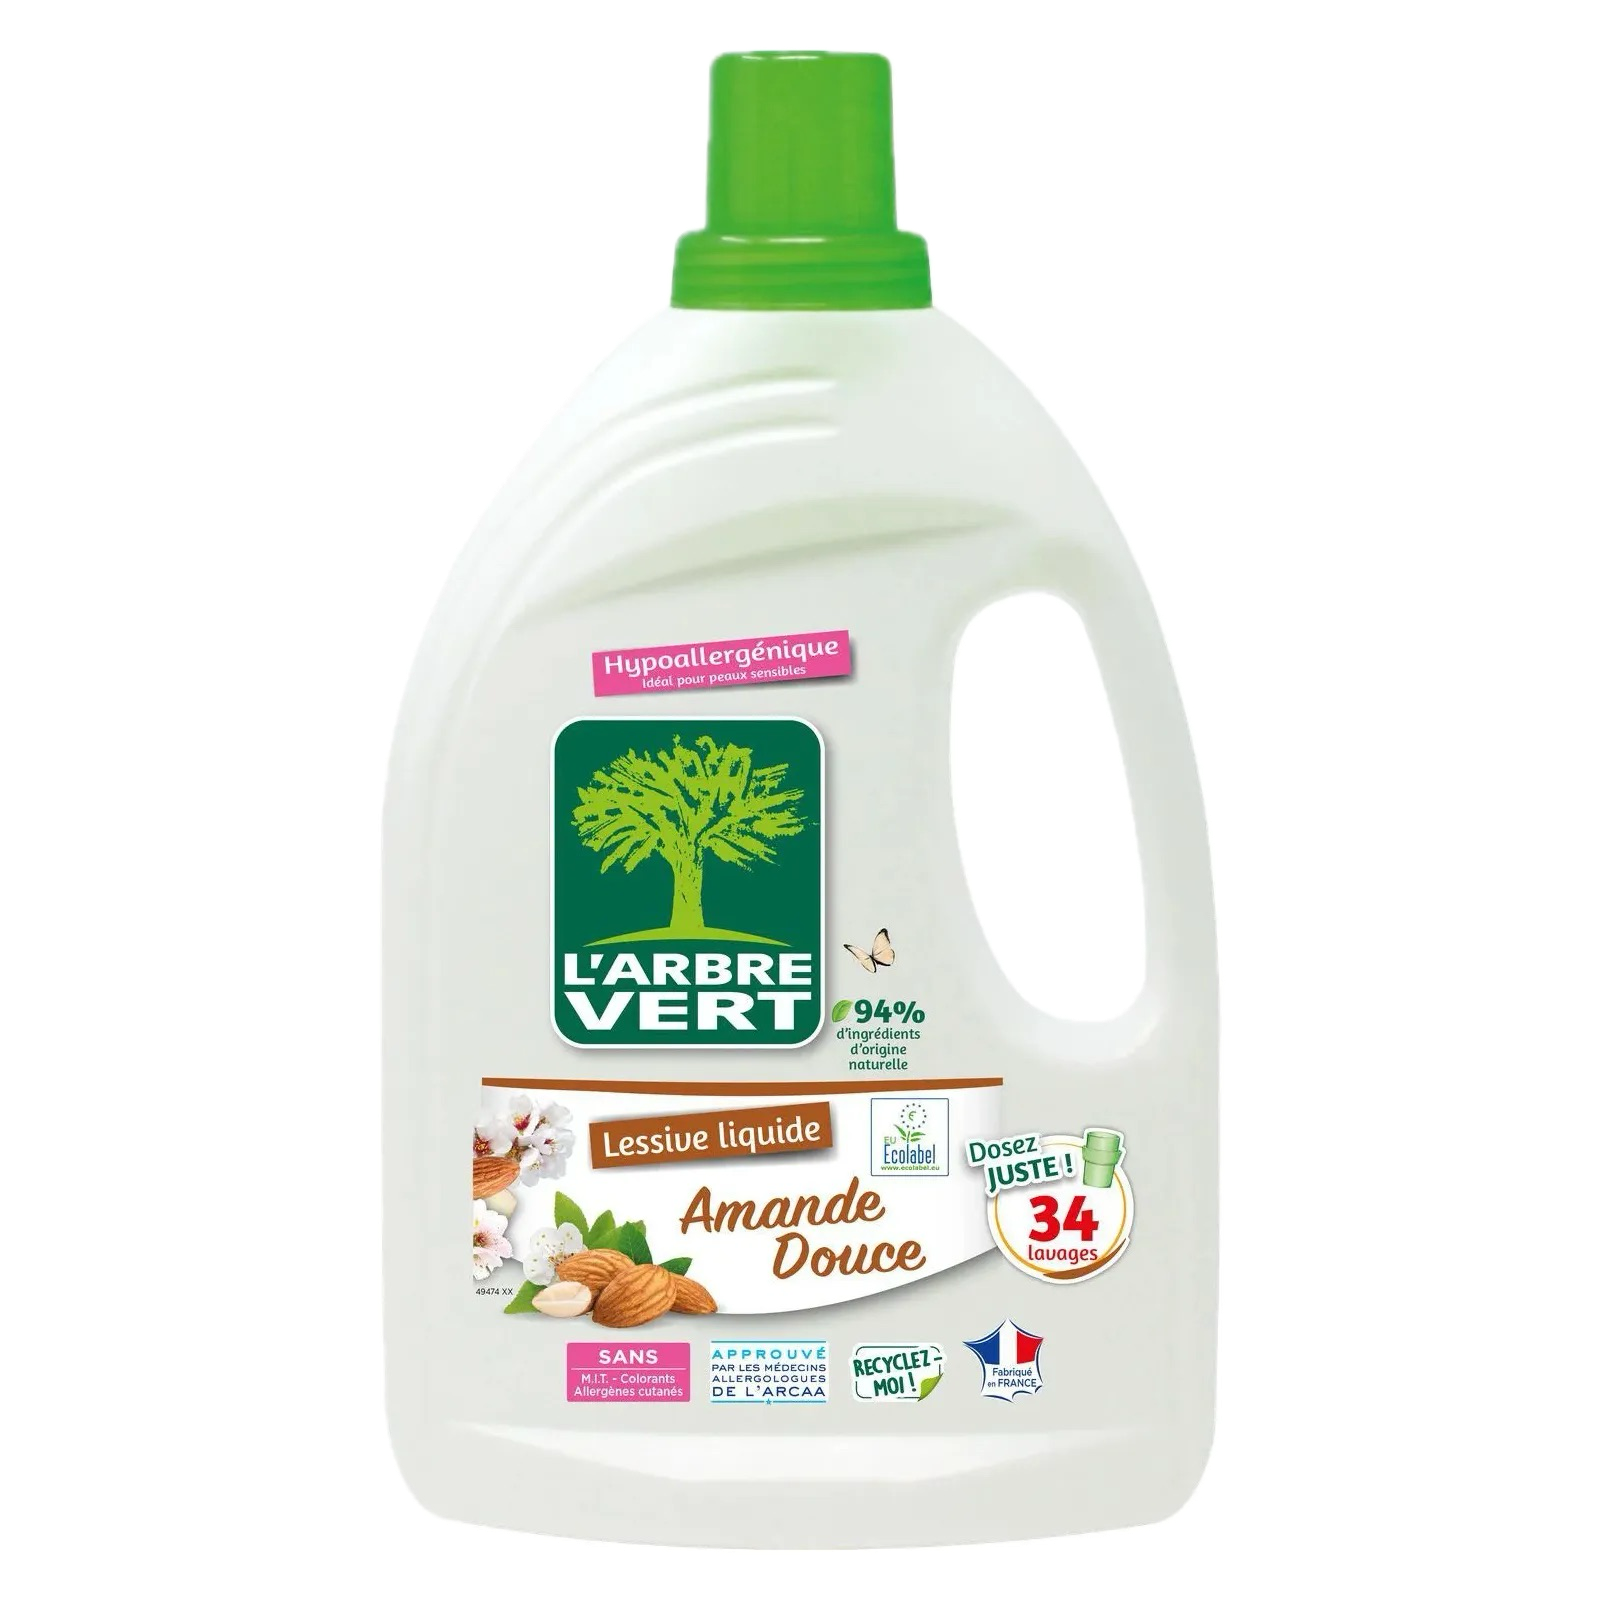 Hypoallergénique
Idéal pour peaux sensibles
L'ARBRE
VERT
94%
d'ingrédients
d'origine
naturelle
Lessive liquide
EU
Ecolabel
www.ecolabel.eu
Amande
Douce
Dosez
JUSTE !
34
lavages
49474 XX
SANS
M.I.T. - Colorants
Allergènes cutanés
APPROUVÉ
PAR LES MÉDECINS
ALLERGOLOGUES
DE L'ARCAA
RECYCLEZ-
MOI !
Fabriqué
en FRANCE